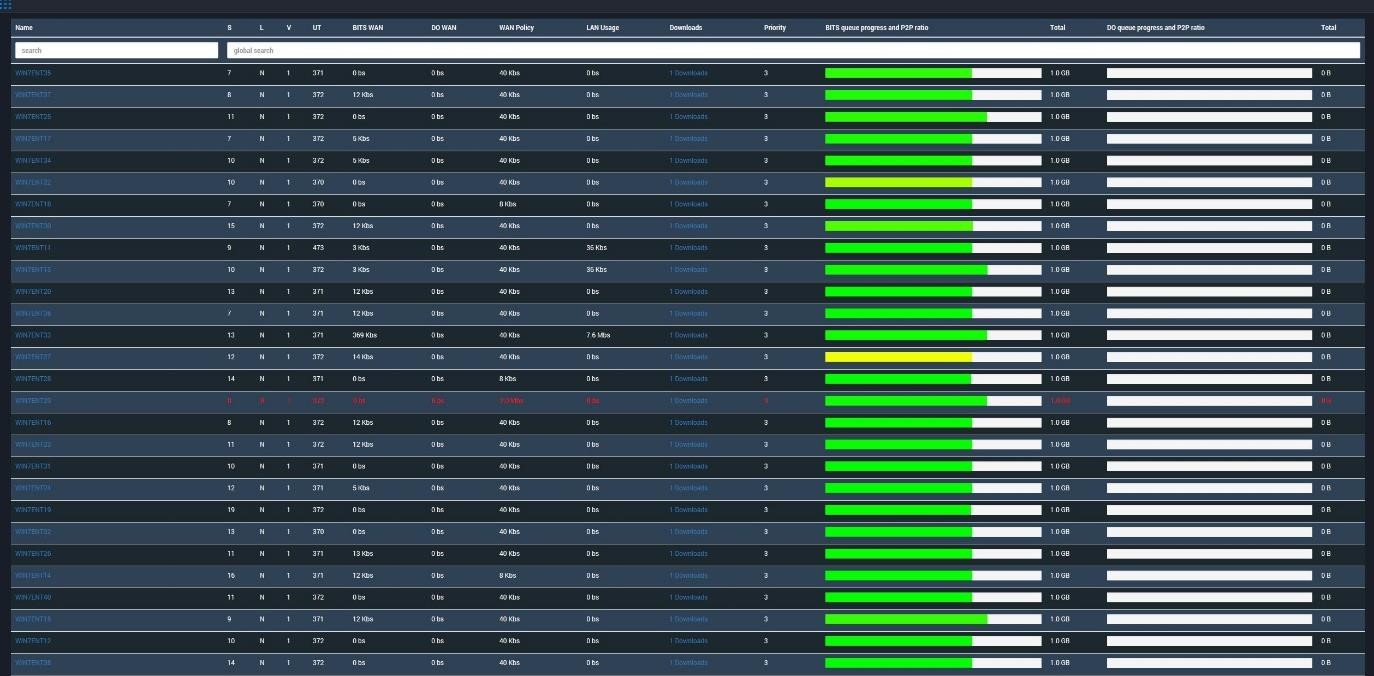 Name S L V UT BITS WAN DO WAN WAN Policy LAN Usage Downloads Priority BITS queue progress and P2P ratio Total DO queue progress and P2P ratio Total
search global search
WIN7ENT35 7 N 1 371 0 bs 0 bs 40 Kbs 0 bs 1 Downloads 3 1.0 GB 0 B
WIN7ENT37 8 N 1 372 12 Kbs 0 bs 40 Kbs 0 bs 1 Downloads 3 1.0 GB 0 B
WIN7ENT25 11 N 1 372 0 bs 0 bs 40 Kbs 0 bs 1 Downloads 3 1.0 GB 0 B
WIN7ENT17 7 N 1 372 5 Kbs 0 bs 40 Kbs 0 bs 1 Downloads 3 1.0 GB 0 B
WIN7ENT34 10 N 1 372 5 Kbs 0 bs 40 Kbs 0 bs 1 Downloads 3 1.0 GB 0 B
WIN7ENT22 10 N 1 370 0 bs 0 bs 40 Kbs 0 bs 1 Downloads 3 1.0 GB 0 B
WIN7ENT18 7 N 1 370 0 bs 0 bs 8 Kbs 0 bs 1 Downloads 3 1.0 GB 0 B
WIN7ENT30 15 N 1 372 12 Kbs 0 bs 40 Kbs 0 bs 1 Downloads 3 1.0 GB 0 B
WIN7ENT11 9 N 1 473 3 Kbs 0 bs 40 Kbs 36 Kbs 1 Downloads 3 1.0 GB 0 B
WIN7ENT13 10 N 1 372 3 Kbs 0 bs 40 Kbs 36 Kbs 1 Downloads 3 1.0 GB 0 B
WIN7ENT20 13 N 1 371 12 Kbs 0 bs 40 Kbs 0 bs 1 Downloads 3 1.0 GB 0 B
WIN7ENT36 7 N 1 371 12 Kbs 0 bs 40 Kbs 0 bs 1 Downloads 3 1.0 GB 0 B
WIN7ENT33 13 N 1 371 369 Kbs 0 bs 40 Kbs 7.6 Mbs 1 Downloads 3 1.0 GB 0 B
WIN7ENT27 12 N 1 372 14 Kbs 0 bs 40 Kbs 0 bs 1 Downloads 3 1.0 GB 0 B
WIN7ENT28 14 N 1 371 0 bs 0 bs 8 Kbs 0 bs 1 Downloads 3 1.0 GB 0 B
WIN7ENT29 0 1 372 0 bs 0 bs 0 bs 1 Downloads 1.0 GB 0 B
WIN7ENT16 8 N 1 372 12 Kbs 0 bs 40 Kbs 0 bs 1 Downloads 3 1.0 GB 0 B
WIN7ENT23 11 N 1 372 12 Kbs 0 bs 40 Kbs 0 bs 1 Downloads 3 1.0 GB 0 B
WIN7ENT31 10 N 1 371 0 bs 0 bs 40 Kbs 0 bs 1 Downloads 3 1.0 GB 0 B
WIN7ENT24 12 N 1 371 5 Kbs 0 bs 40 Kbs 0 bs 1 Downloads 3 1.0 GB 0 B
WIN7ENT19 19 N 1 372 0 bs 0 bs 40 Kbs 0 bs 1 Downloads 3 1.0 GB 0 B
WIN7ENT32 13 N 1 370 0 bs 0 bs 40 Kbs 0 bs 1 Downloads 3 1.0 GB 0 B
WIN7ENT26 11 N 1 371 13 Kbs 0 bs 40 Kbs 0 bs 1 Downloads 3 1.0 GB 0 B
WIN7ENT14 16 N 1 371 12 Kbs 0 bs 8 Kbs 0 bs 1 Downloads 3 1.0 GB 0 B
WIN7ENT40 11 N 1 372 0 bs 0 bs 40 Kbs 0 bs 1 Downloads 3 1.0 GB 0 B
WIN7ENT15 9 N 1 371 12 Kbs 0 bs 40 Kbs 0 bs 1 Downloads 3 1.0 GB 0 B
WIN7ENT12 10 N 1 372 0 bs 0 bs 40 Kbs 0 bs 1 Downloads 3 1.0 GB 0 B
WIN7ENT38 14 N 1 372 0 bs 0 bs 40 Kbs 0 bs 1 Downloads 3 1.0 GB 0 B